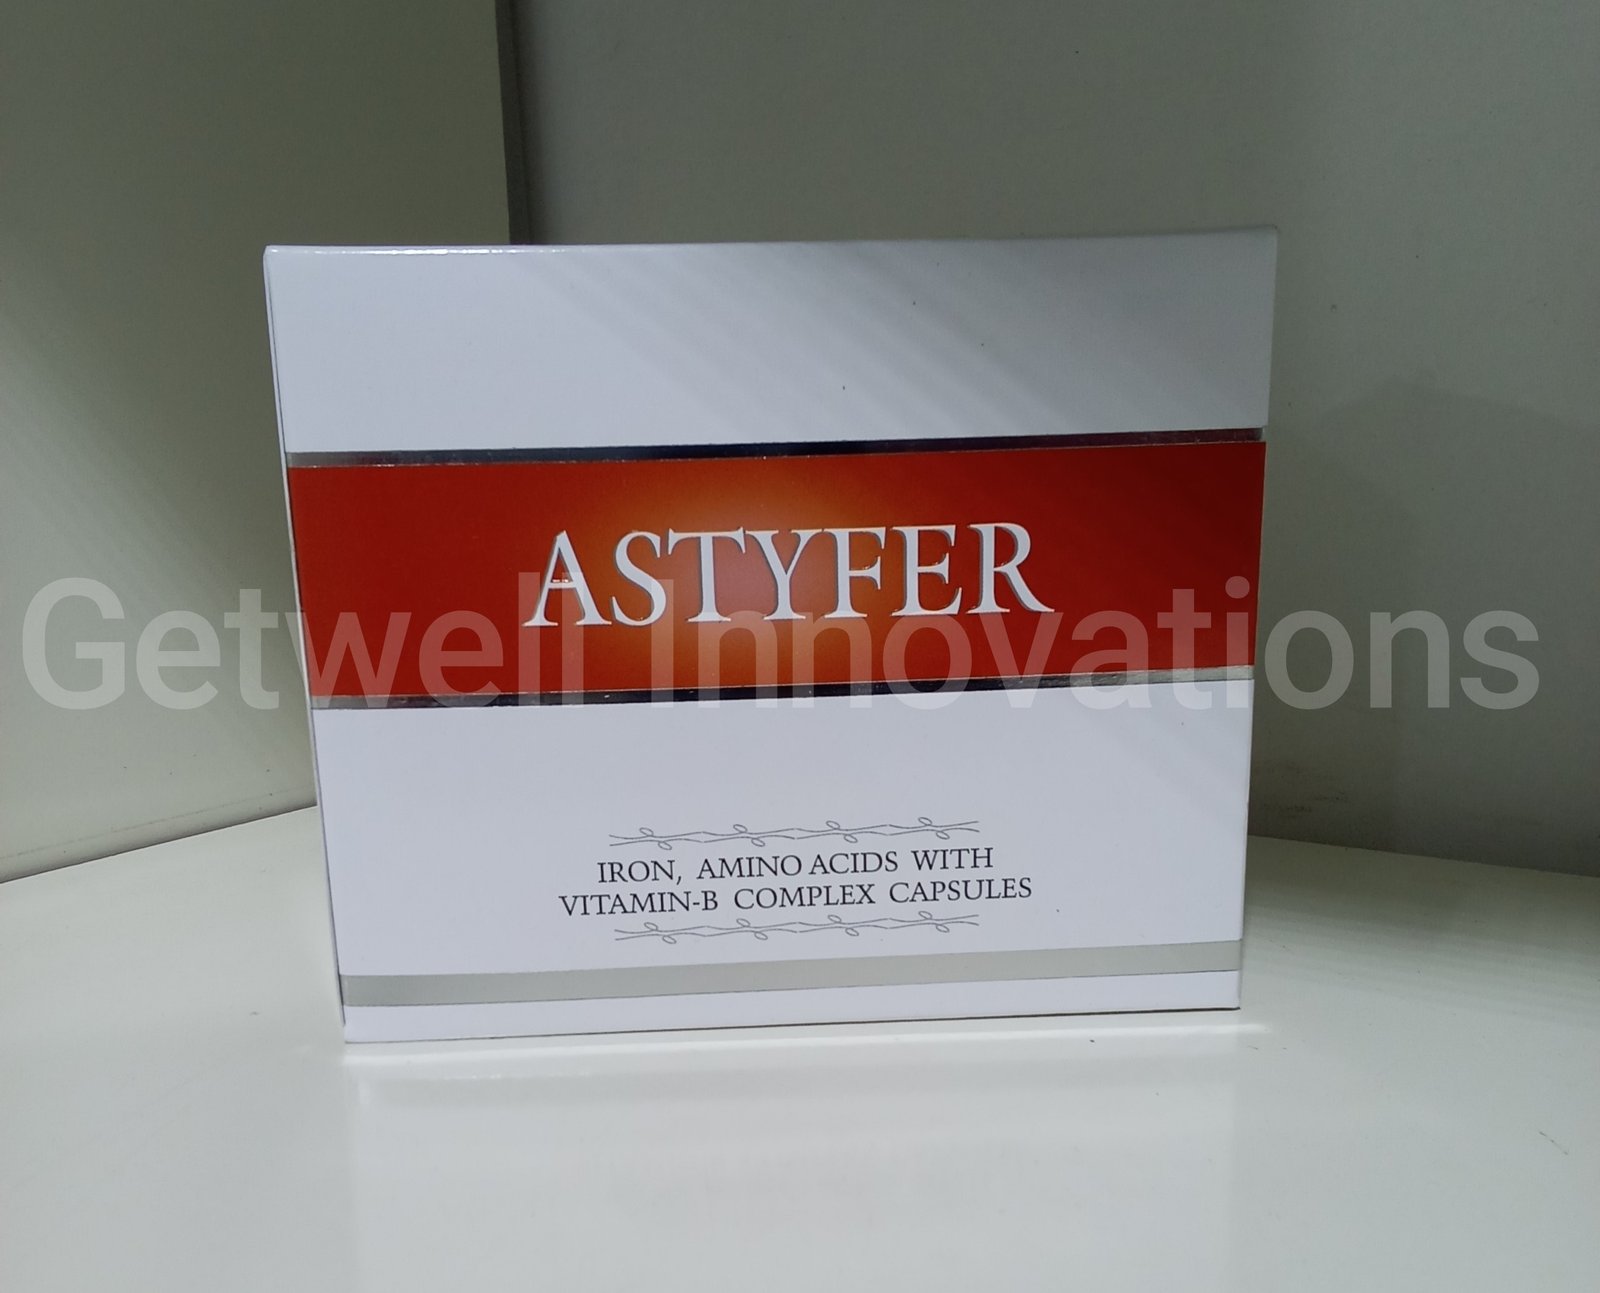 ASTYFER
Getwell Innovations
IRON, AMINO ACIDS WITH
VITAMIN-B COMPLEX CAPSULES